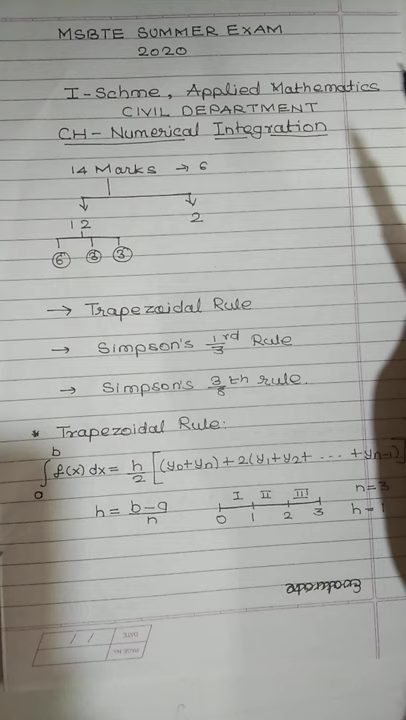 MSBTE SUMMER EXAM
2020
I-Schme, Applied Mathematics
CIVIL DEPARTMENT
CH- Numerical Integration
14 Marks → 6
12 2
6 3
→ Trapezoidal Rule
→ Simpson's 1/3 rd Rule
→ Simpson's 3/8 th rule.
* Trapezoidal Rule:
∫ₐᵇ f(x) dx = h/2 [(y₀+yₙ)+2(y₁+y₂+ ... +yₙ₋₁)]
h = b-a/n
I II III
0 1 2 3
n=3
h=1